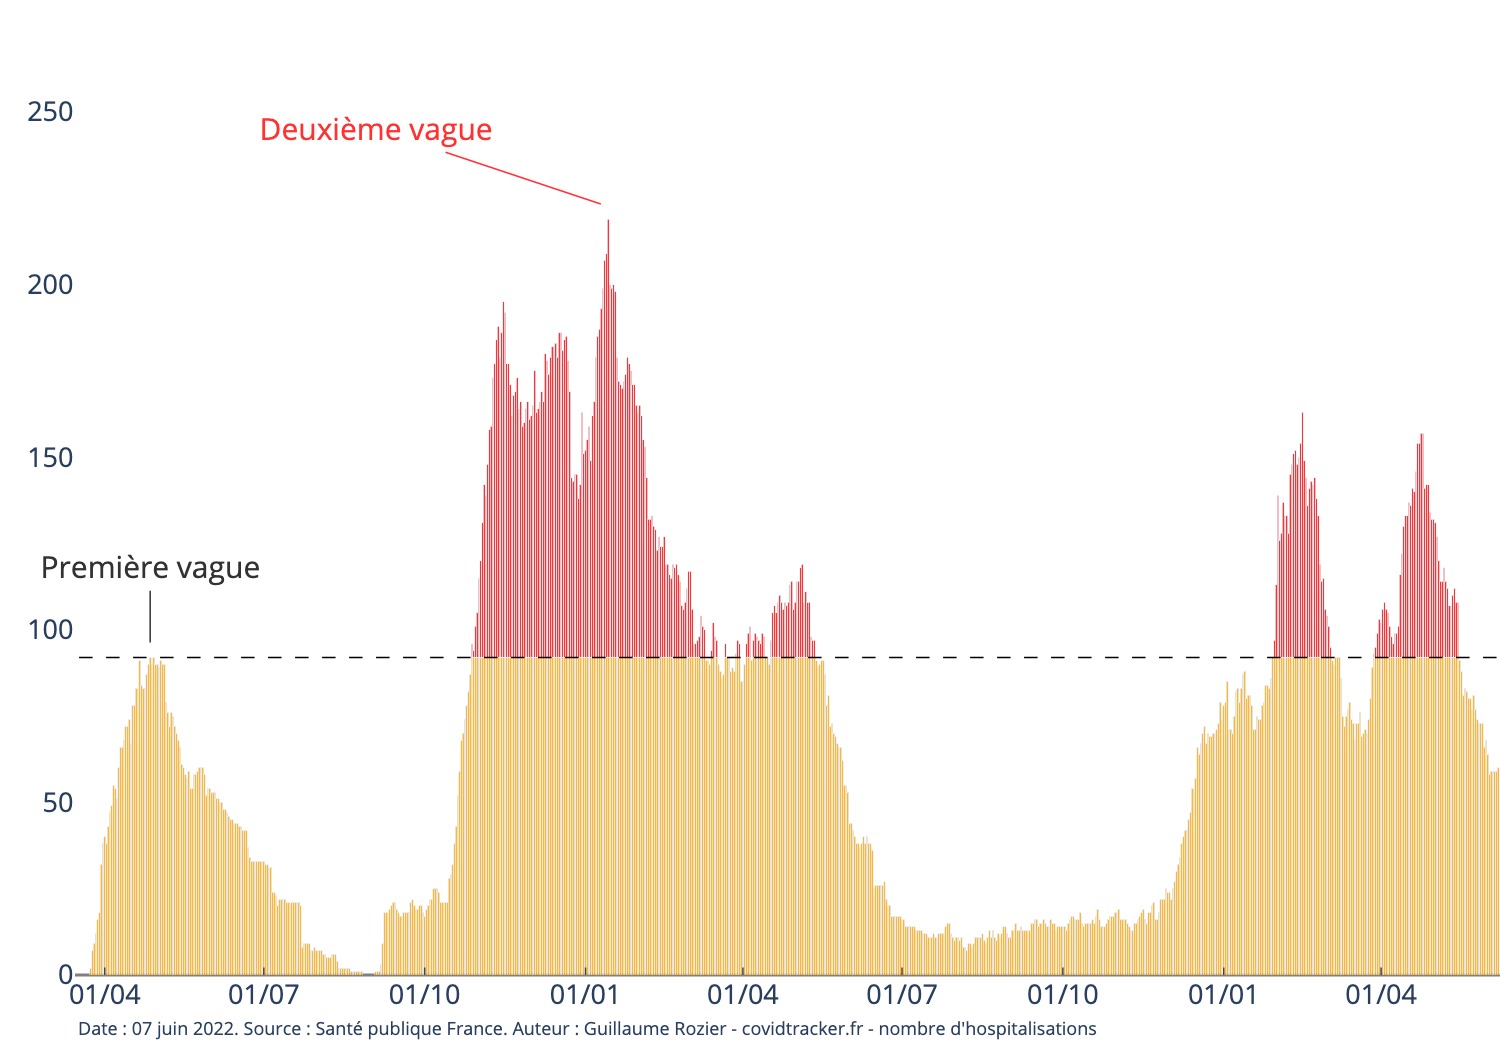 250
Deuxième vague
200
150
Première vague
100
50
0
01/04 01/07 01/10 01/01 01/04 01/07 01/10 01/01 01/04
Date : 07 juin 2022. Source : Santé publique France. Auteur : Guillaume Rozier - covidtracker.fr - nombre d'hospitalisations